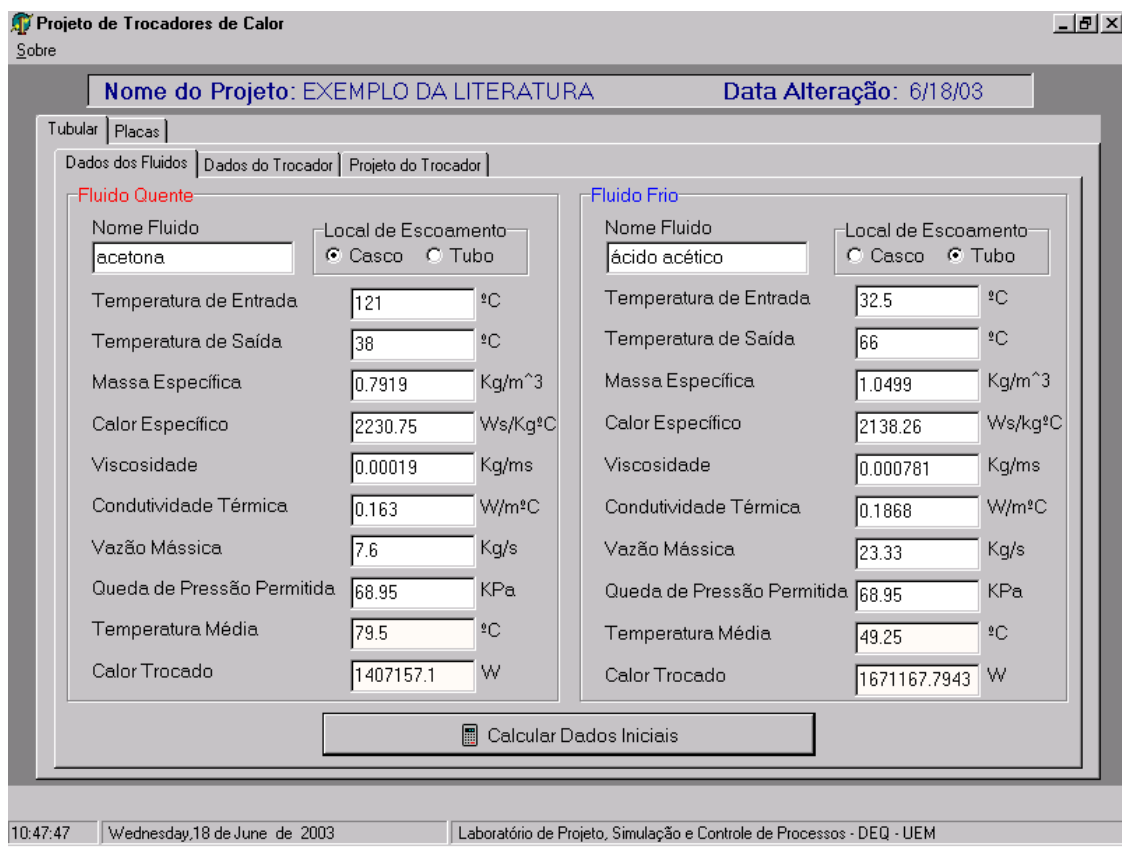 Projeto de Trocadores de Calor
Sobre
Nome do Projeto: EXEMPLO DA LITERATURA Data Alteração: 6/18/03
Tubular Placas
Dados dos Fluidos Dados do Trocador Projeto do Trocador
Fluido Quente
Nome Fluido Local de Escoamento
acetona Casco Tubo
Temperatura de Entrada 121 ºC
Temperatura de Saída 38 ºC
Massa Específica 0.7919 Kg/m^3
Calor Específico 2230.75 Ws/KgºC
Viscosidade 0.00019 Kg/ms
Condutividade Térmica 0.163 W/mºC
Vazão Mássica 7.6 Kg/s
Queda de Pressão Permitida 68.95 KPa
Temperatura Média 79.5 ºC
Calor Trocado 1407157.1 W
Fluido Frio
Nome Fluido Local de Escoamento
ácido acético Casco Tubo
Temperatura de Entrada 32.5 ºC
Temperatura de Saída 66 ºC
Massa Específica 1.0499 Kg/m^3
Calor Específico 2138.26 Ws/kgºC
Viscosidade 0.000781 Kg/ms
Condutividade Térmica 0.1868 W/mºC
Vazão Mássica 23.33 Kg/s
Queda de Pressão Permitida 68.95 KPa
Temperatura Média 49.25 ºC
Calor Trocado 1671167.7943 W
Calcular Dados Iniciais
10:47:47 Wednesday,18 de June de 2003 Laboratório de Projeto, Simulação e Controle de Processos - DEQ - UEM